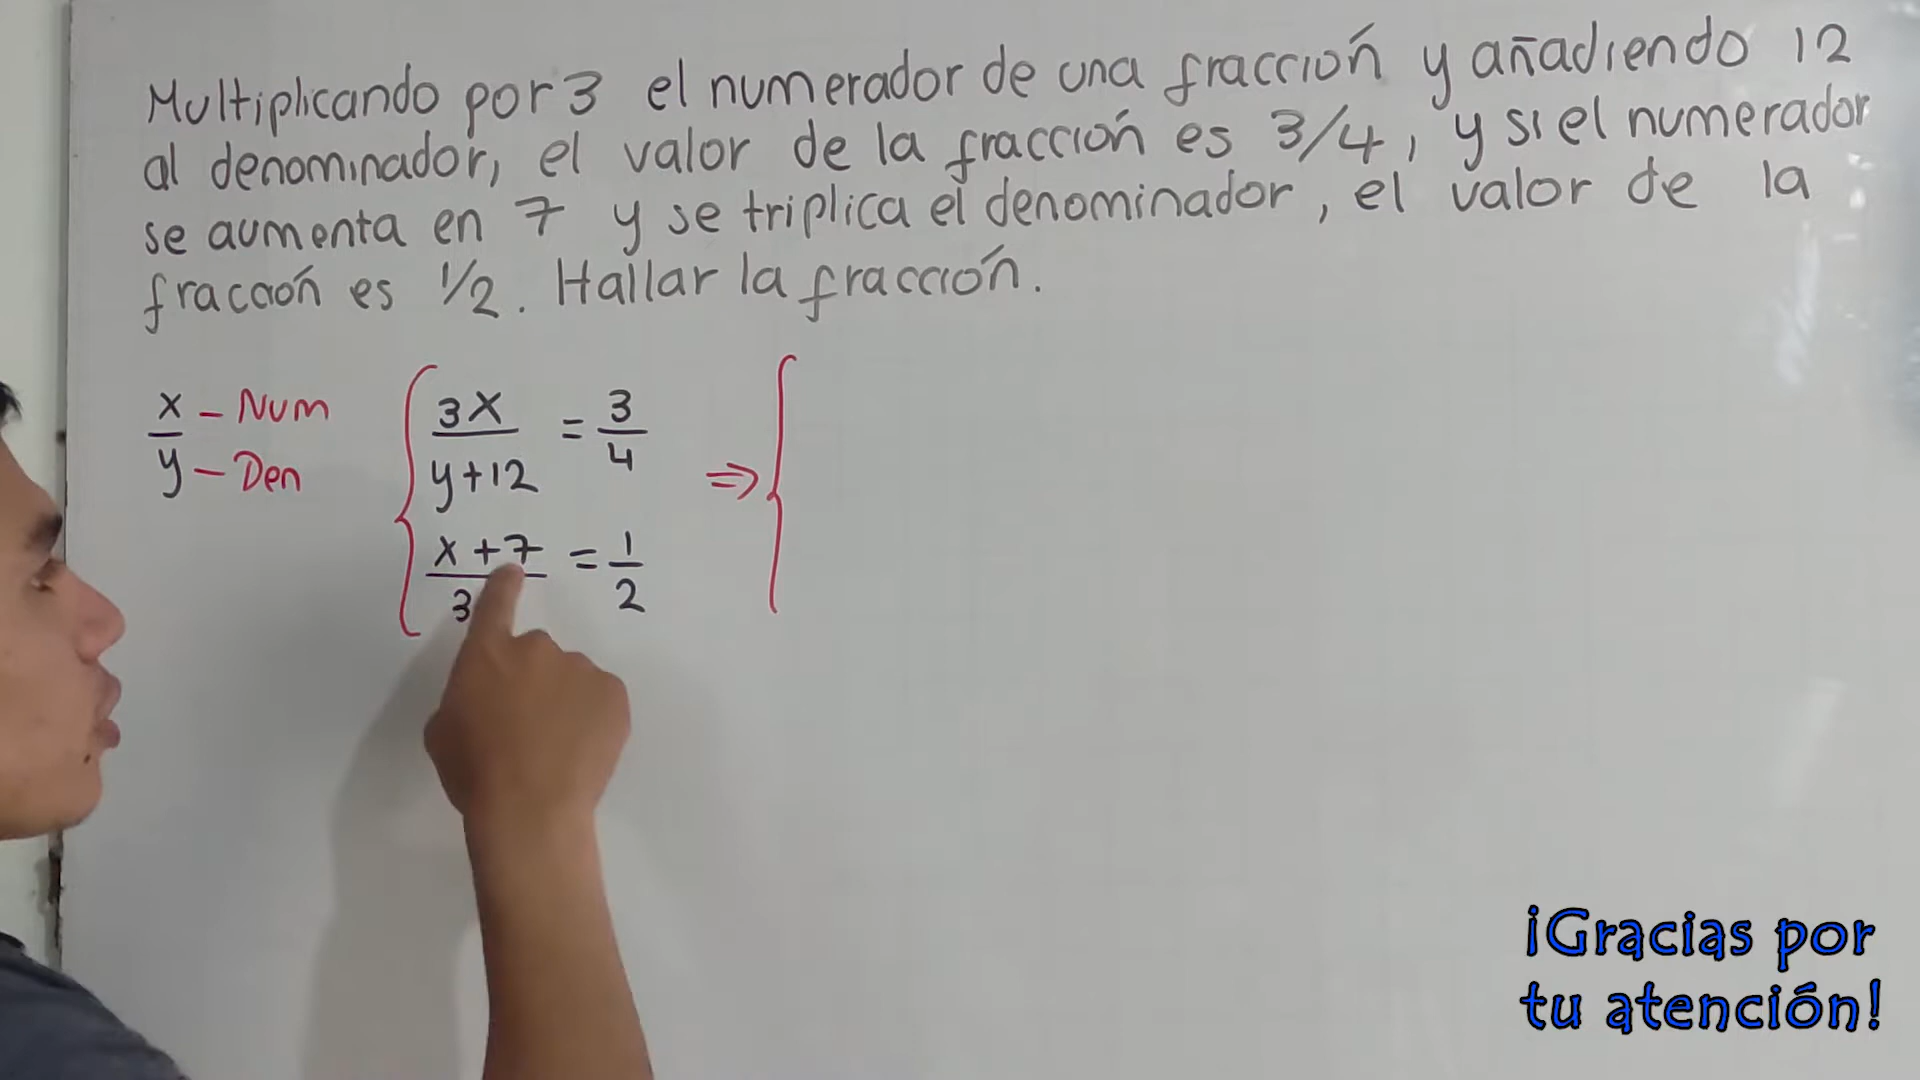 Multiplicando por 3 el numerador de una fracción y añadiendo 12
al denominador, el valor de la fracción es 3/4, y si el numerador
se aumenta en 7 y se triplica el denominador, el valor de la
fracción es 1/2. Hallar la fracción.
x - Num
y - Den
3x = 3
y+12 4
=>
x + 7 = 1
3 2
¡Gracias por
tu atención!